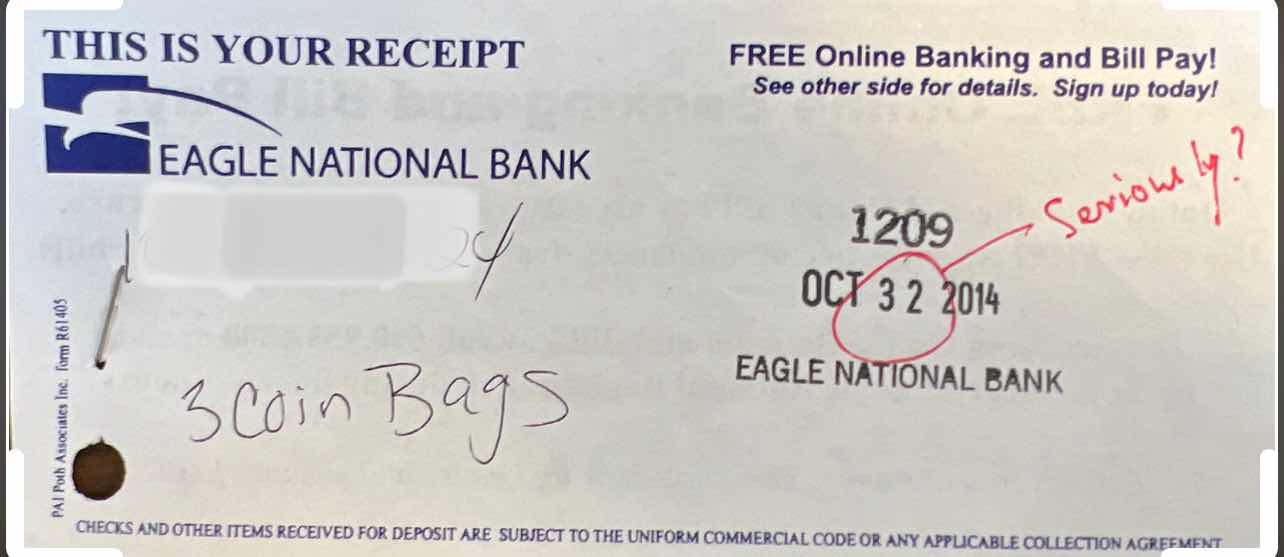 THIS IS YOUR RECEIPT
FREE Online Banking and Bill Pay!
See other side for details. Sign up today!
EAGLE NATIONAL BANK
Seriously?
24
1209
OCT 32 2014
EAGLE NATIONAL BANK
3 Coin Bags
PAI Poth Associates Inc. Form R61405
CHECKS AND OTHER ITEMS RECEIVED FOR DEPOSIT ARE SUBJECT TO THE UNIFORM COMMERCIAL CODE OR ANY APPLICABLE COLLECTION AGREEMENT